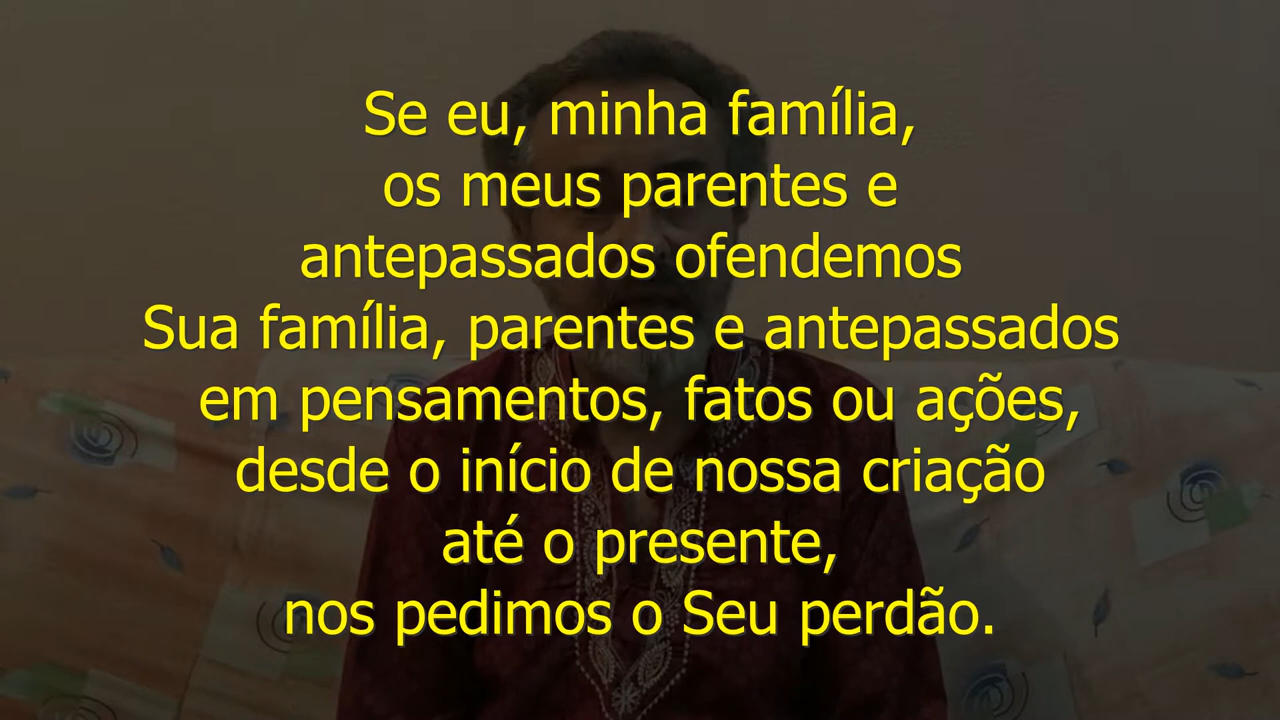 Se eu, minha família,
os meus parentes e
antepassados ofendemos
Sua família, parentes e antepassados
em pensamentos, fatos ou ações,
desde o início de nossa criação
até o presente,
nos pedimos o Seu perdão.